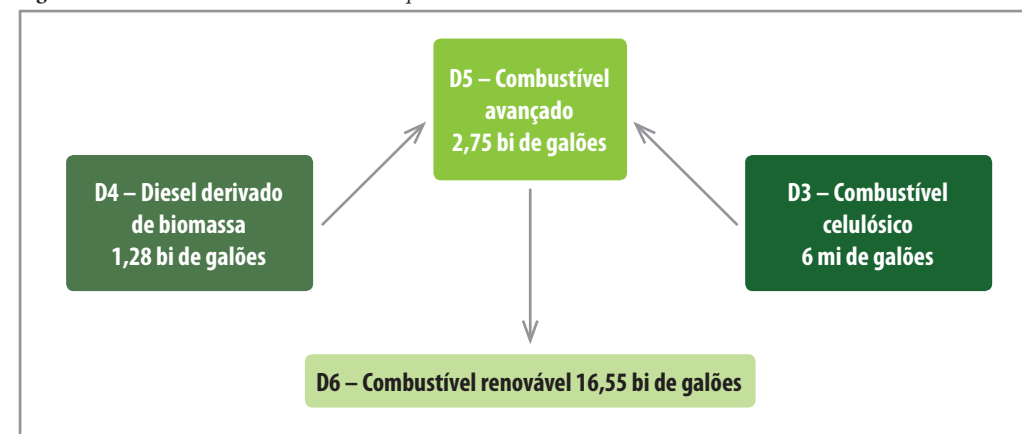 D5 – Combustível
avançado
2,75 bi de galões
D4 – Diesel derivado
de biomassa
1,28 bi de galões
D3 – Combustível
celulósico
6 mi de galões
D6 – Combustível renovável 16,55 bi de galões